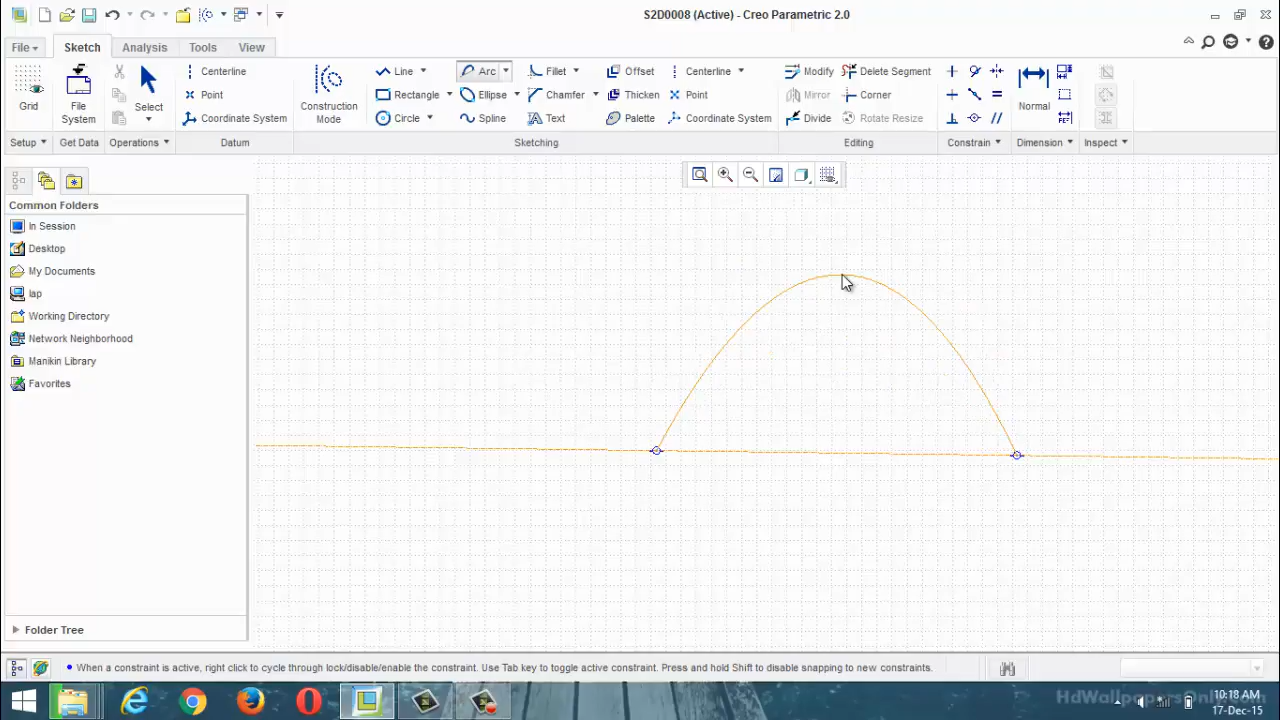 S2D0008 (Active) - Creo Parametric 2.0
File Sketch Analysis Tools View
Grid
File System
Select
Centerline
Point
Coordinate System
Construction Mode
Line Arc Fillet Offset Centerline
Rectangle Ellipse Chamfer Thicken Point
Circle Spline Text Palette Coordinate System
Modify Delete Segment
Mirror Corner
Divide Rotate Resize
Normal
REF
Setup Get Data Operations Datum Sketching Editing Constrain Dimension Inspect
Common Folders
In Session
Desktop
My Documents
lap
Working Directory
Network Neighborhood
Manikin Library
Favorites
Folder Tree
When a constraint is active, right click to cycle through lock/disable/enable the constraint. Use Tab key to toggle active constraint. Press and hold Shift to disable snapping to new constraints.
HdWallpapersOnly.com
10:18 AM
17-Dec-15